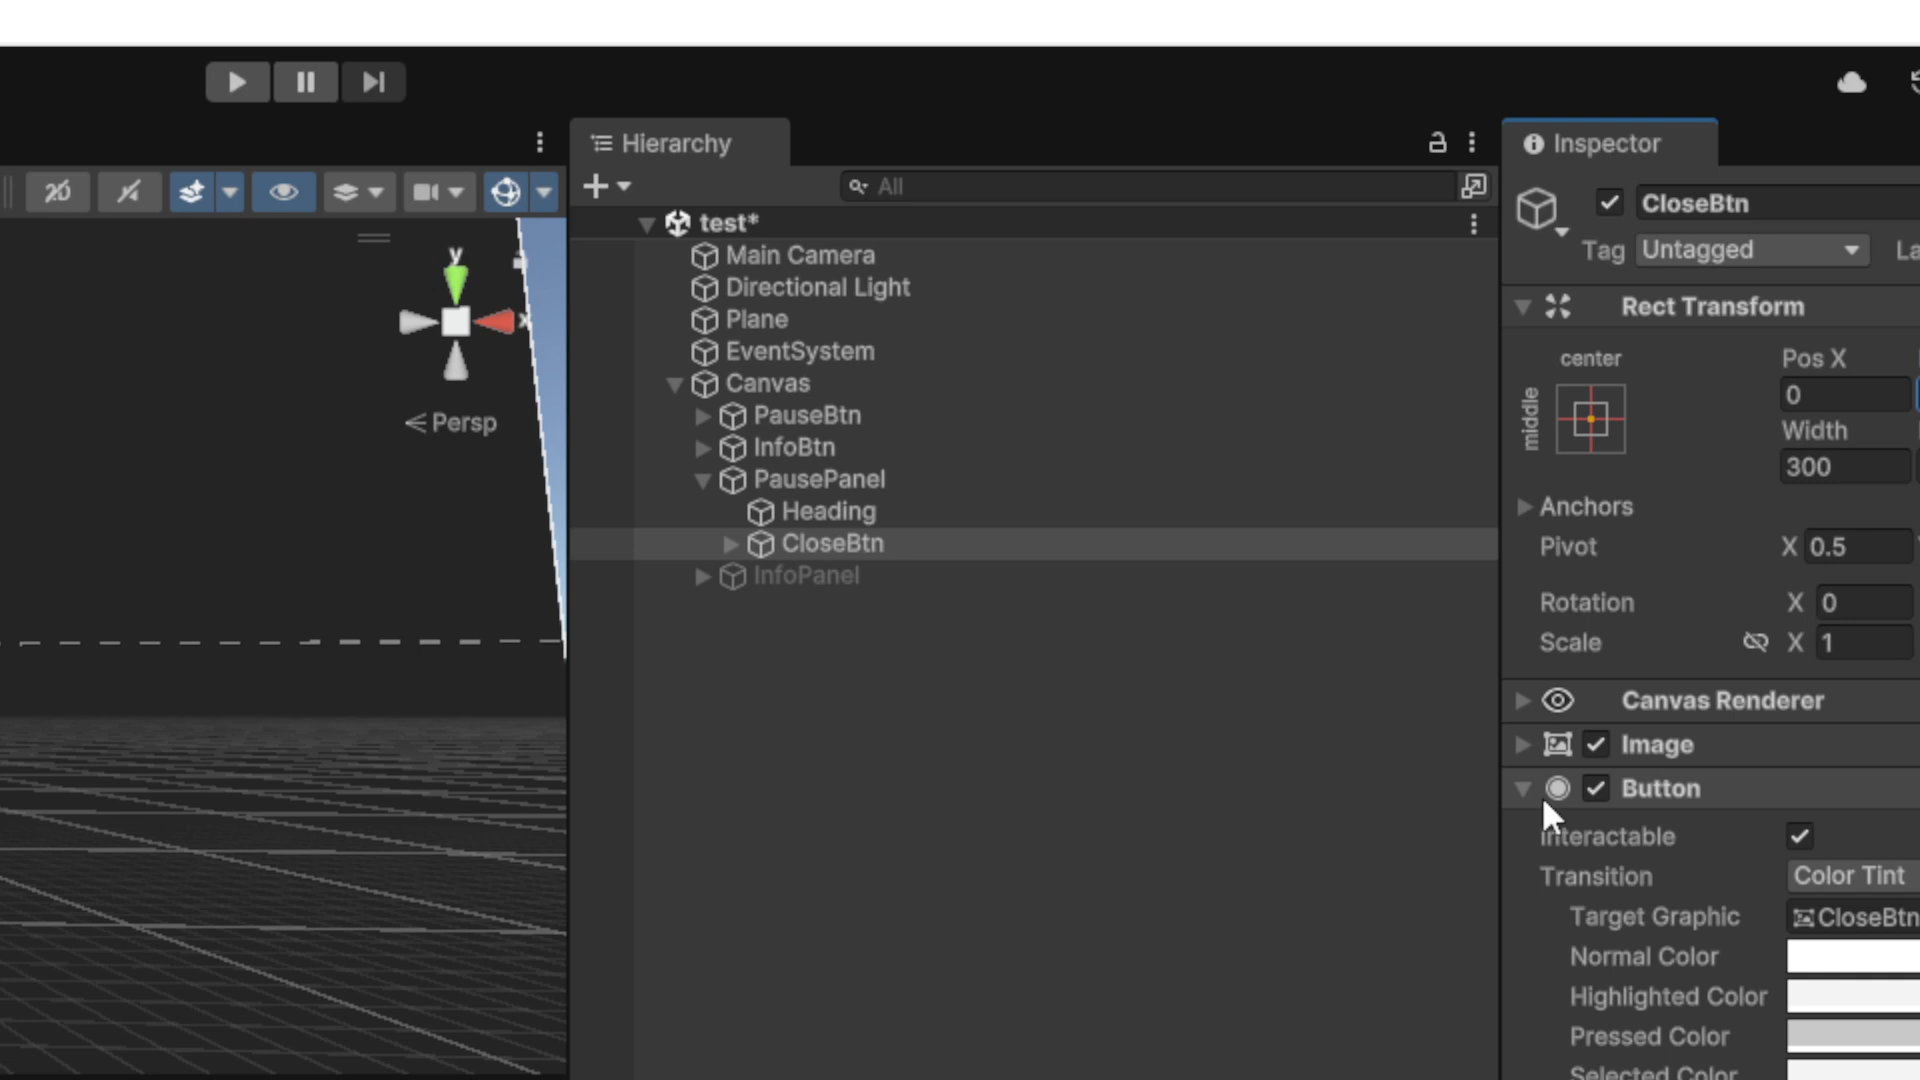 Hierarchy
Inspector
2D
All
CloseBtn
test*
Tag Untagged
Main Camera
Directional Light
Plane
EventSystem
Canvas
PauseBtn
InfoBtn
PausePanel
Heading
CloseBtn
InfoPanel
y
x
Persp
Rect Transform
center
middle
Pos X
0
Width
300
Anchors
Pivot X 0.5
Rotation X 0
Scale X 1
Canvas Renderer
Image
Button
Interactable
Transition Color Tint
Target Graphic CloseBtn
Normal Color
Highlighted Color
Pressed Color
Selected Color